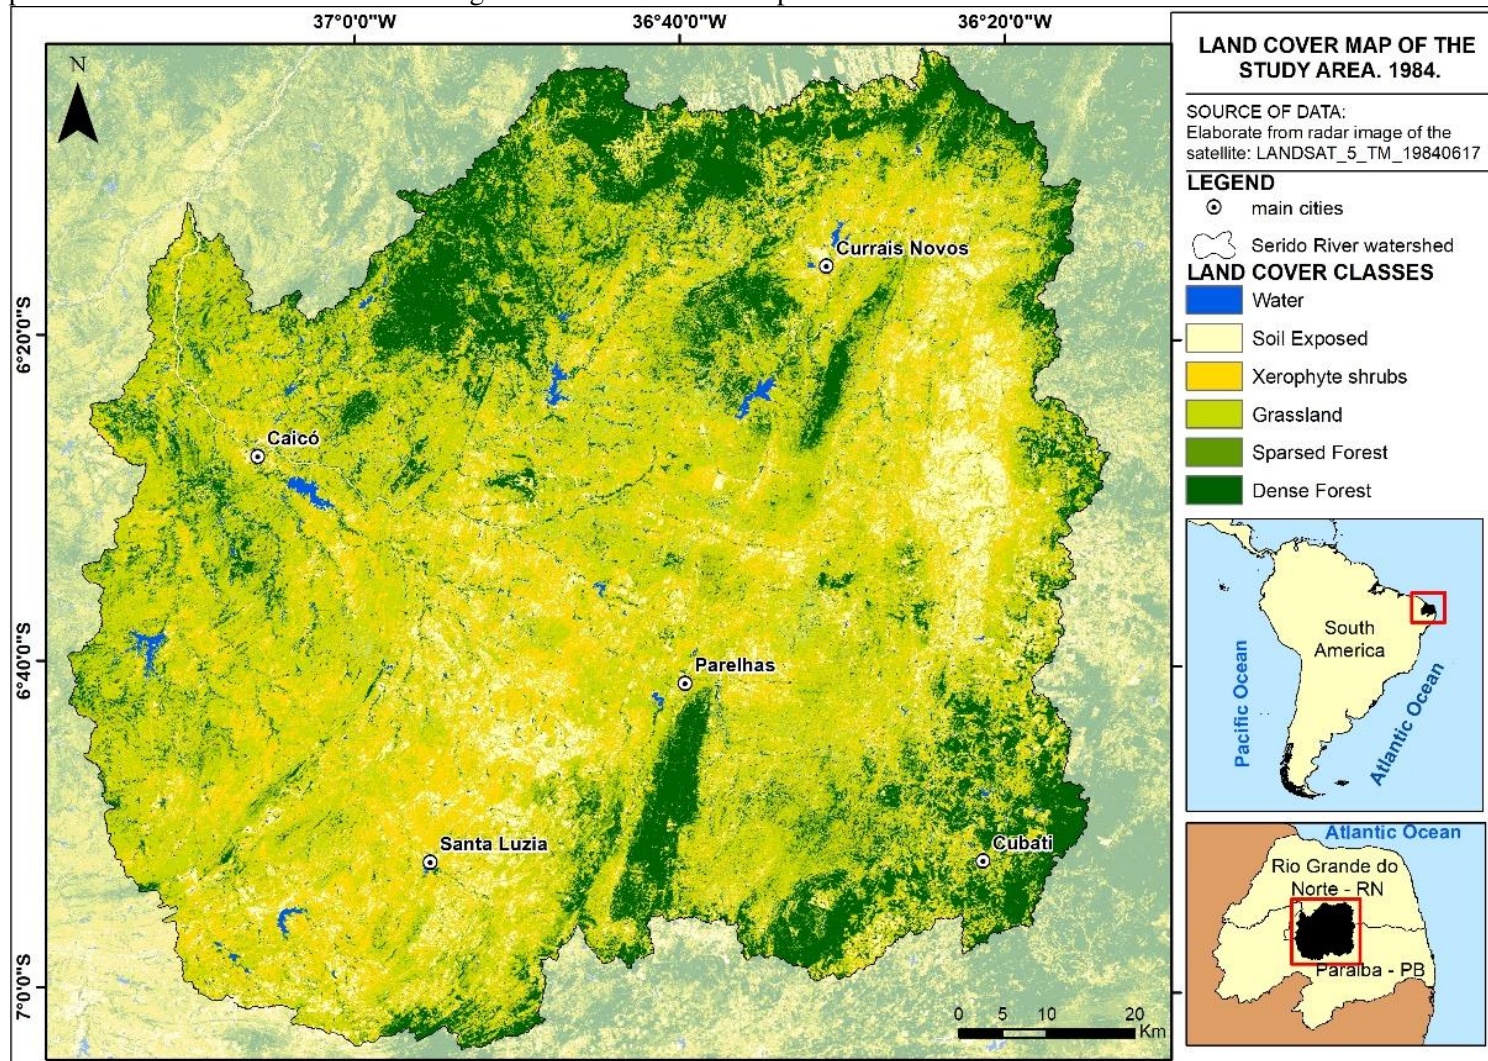 37°0'0"W
36°40'0"W
36°20'0"W
N
6°20'0"S
6°40'0"S
7°0'0"S
Currais Novos
Caicó
Parelhas
Santa Luzia
Cubati
0 5 10 20
Km
LAND COVER MAP OF THE
STUDY AREA. 1984.
SOURCE OF DATA:
Elaborate from radar image of the
satellite: LANDSAT_5_TM_19840617
LEGEND
main cities
Serido River watershed
LAND COVER CLASSES
Water
Soil Exposed
Xerophyte shrubs
Grassland
Sparsed Forest
Dense Forest
South
America
Pacific Ocean
Atlantic Ocean
Atlantic Ocean
Rio Grande do
Norte - RN
Paraíba - PB